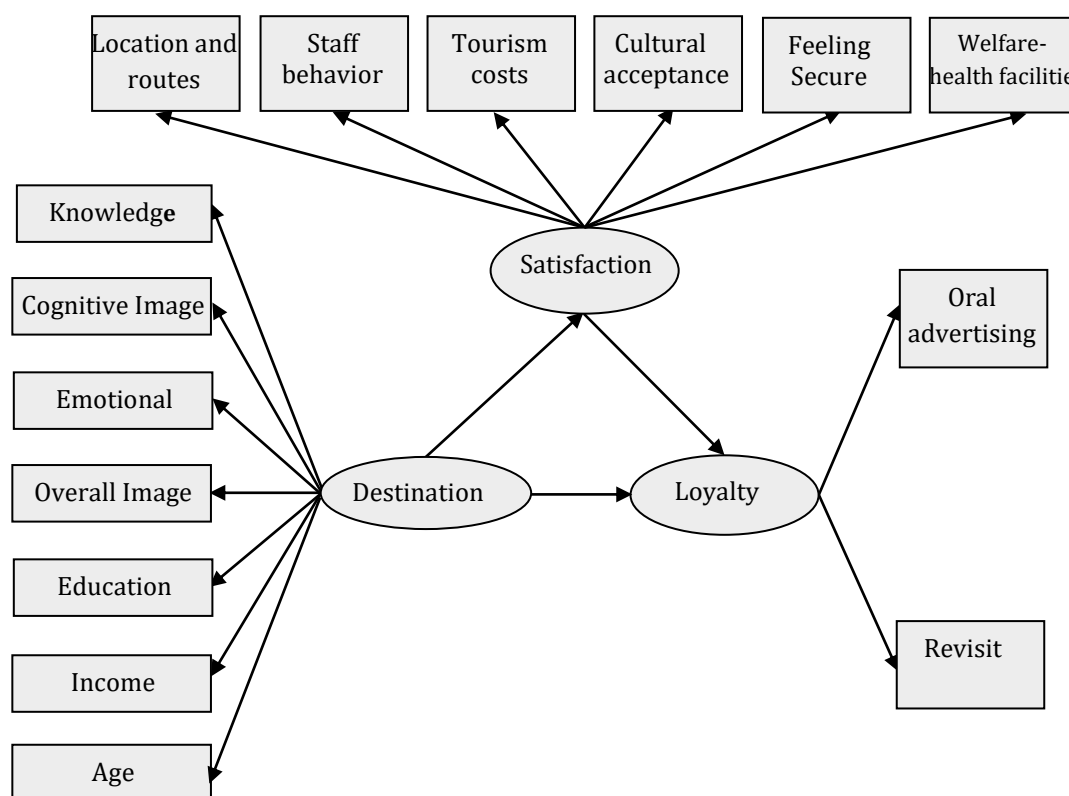 Location and
routes
Staff
behavior
Tourism
costs
Cultural
acceptance
Feeling
Secure
Welfare-
health facilitie
Knowledge
Satisfaction
Cognitive Image
Oral
advertising
Emotional
Overall Image
Destination
Loyalty
Education
Revisit
Income
Age